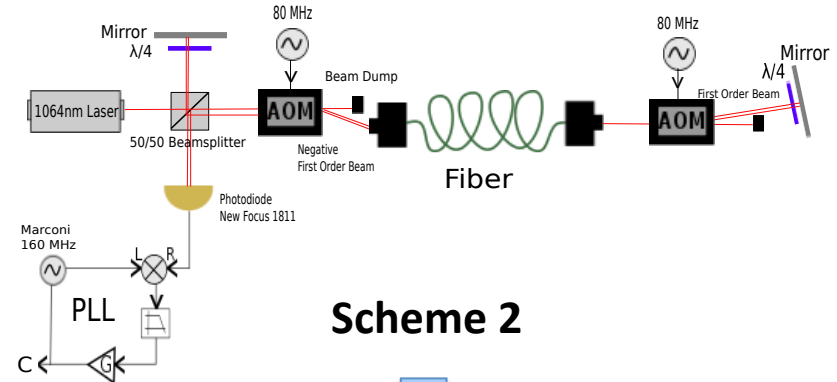 80 MHz
80 MHz
Mirror
λ/4
Mirror
λ/4
Beam Dump
First Order Beam
1064nm Laser
AOM
AOM
50/50 Beamsplitter
Negative
First Order Beam
Fiber
Photodiode
New Focus 1811
Marconi
160 MHz
L
R
PLL
Scheme 2
C
G